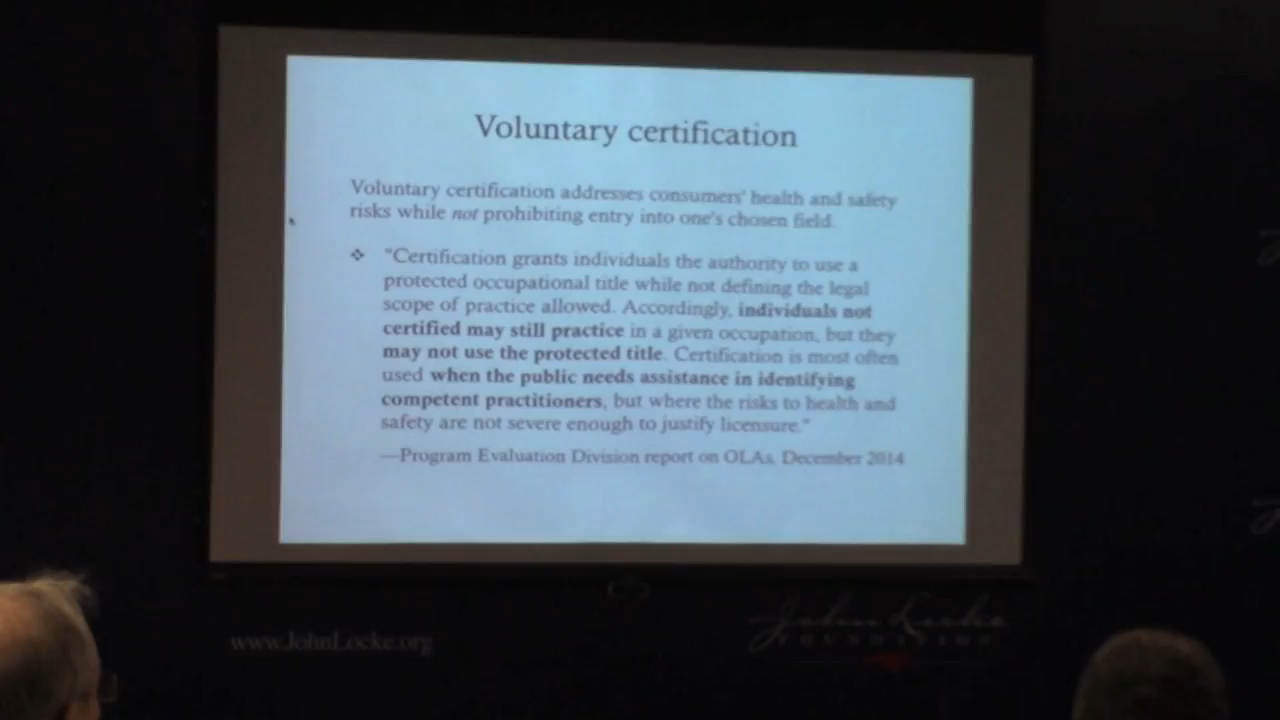 Voluntary certification
Voluntary certification addresses consumers' health and safety
risks while not prohibiting entry into one's chosen field.
❖ "Certification grants individuals the authority to use a
protected occupational title while not defining the legal
scope of practice allowed. Accordingly, individuals not
certified may still practice in a given occupation, but they
may not use the protected title. Certification is most often
used when the public needs assistance in identifying
competent practitioners, but where the risks to health and
safety are not severe enough to justify licensure."
—Program Evaluation Division report on OLAs, December 2014
www.JohnLocke.org
John Locke
FOUNDATION